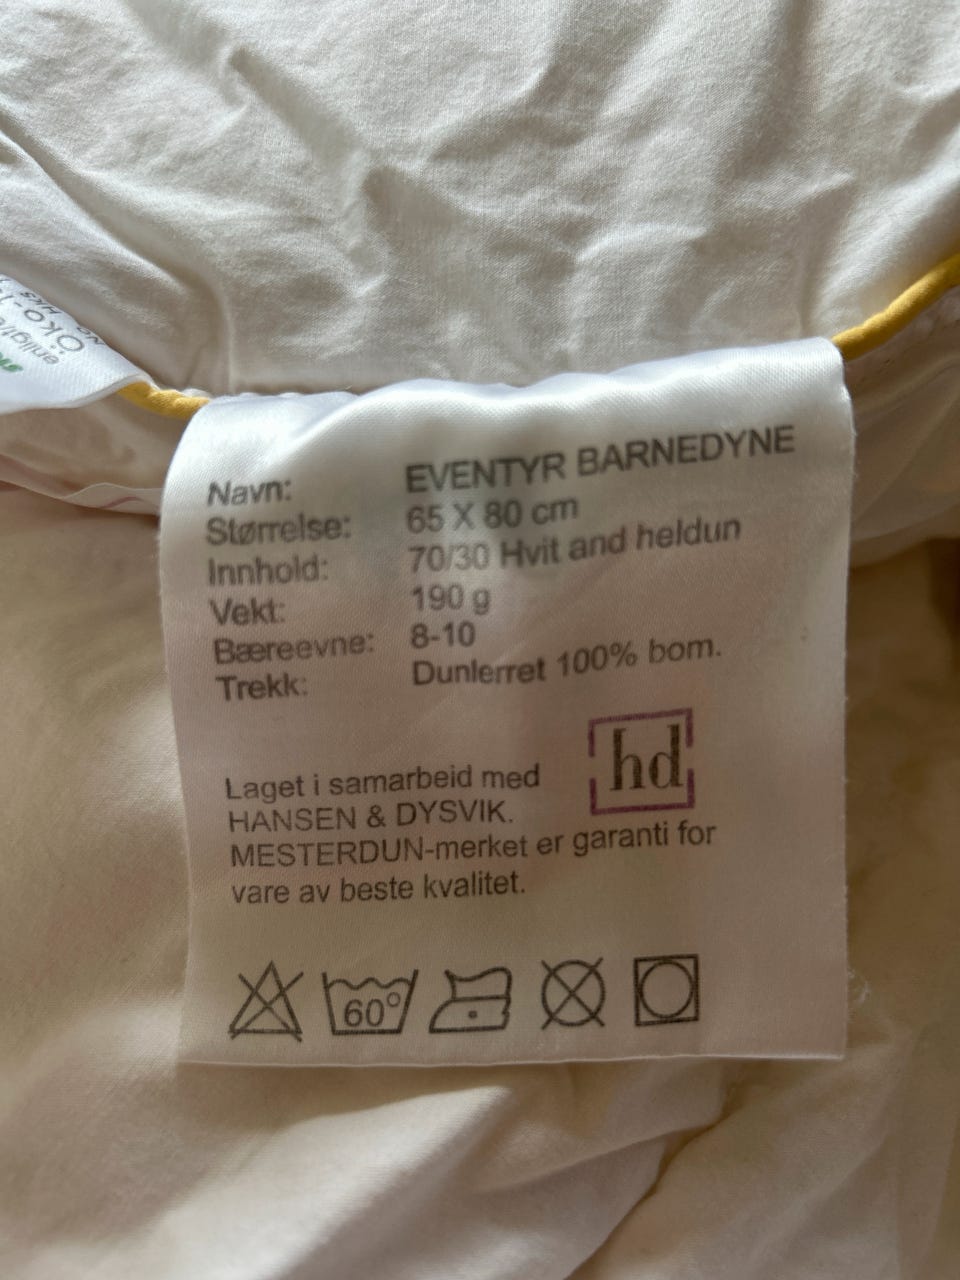 Navn: EVENTYR BARNEDYNE
Størrelse: 65 X 80 cm
Innhold: 70/30 Hvit and heldun
Vekt: 190 g
Bæreevne: 8-10
Trekk: Dunlerret 100% bom.
hd
Laget i samarbeid med
HANSEN & DYSVIK.
MESTERDUN-merket er garanti for
vare av beste kvalitet.
60°